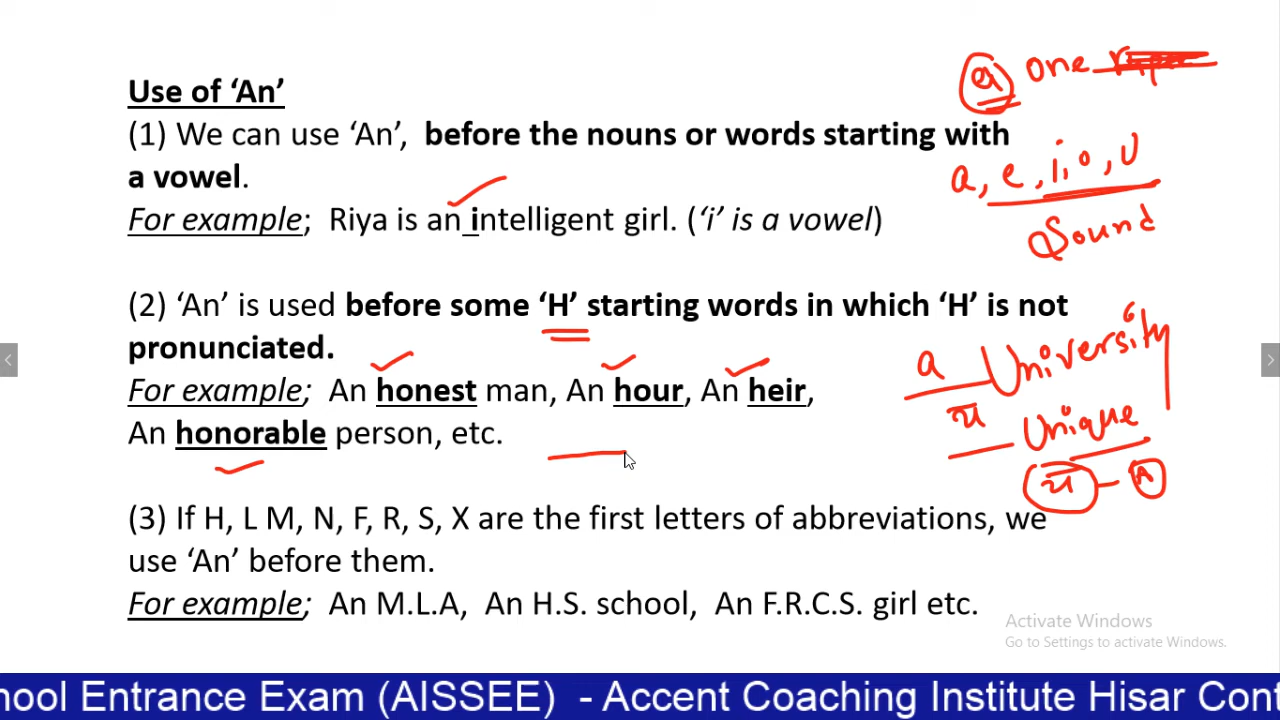 Use of ‘An’
(1) We can use ‘An’, before the nouns or words starting with
a vowel.
For example; Riya is an intelligent girl. (‘i’ is a vowel)
(2) ‘An’ is used before some ‘H’ starting words in which ‘H’ is not
pronunciated.
For example; An honest man, An hour, An heir,
An honorable person, etc.
(3) If H, L M, N, F, R, S, X are the first letters of abbreviations, we
use ‘An’ before them.
For example; An M.L.A, An H.S. school, An F.R.C.S. girl etc.
one
a, e, i, o, U
Sound
a University
य
Unique
य - A
Activate Windows
Go to Settings to activate Windows.
hool Entrance Exam (AISSEE) - Accent Coaching Institute Hisar Cont